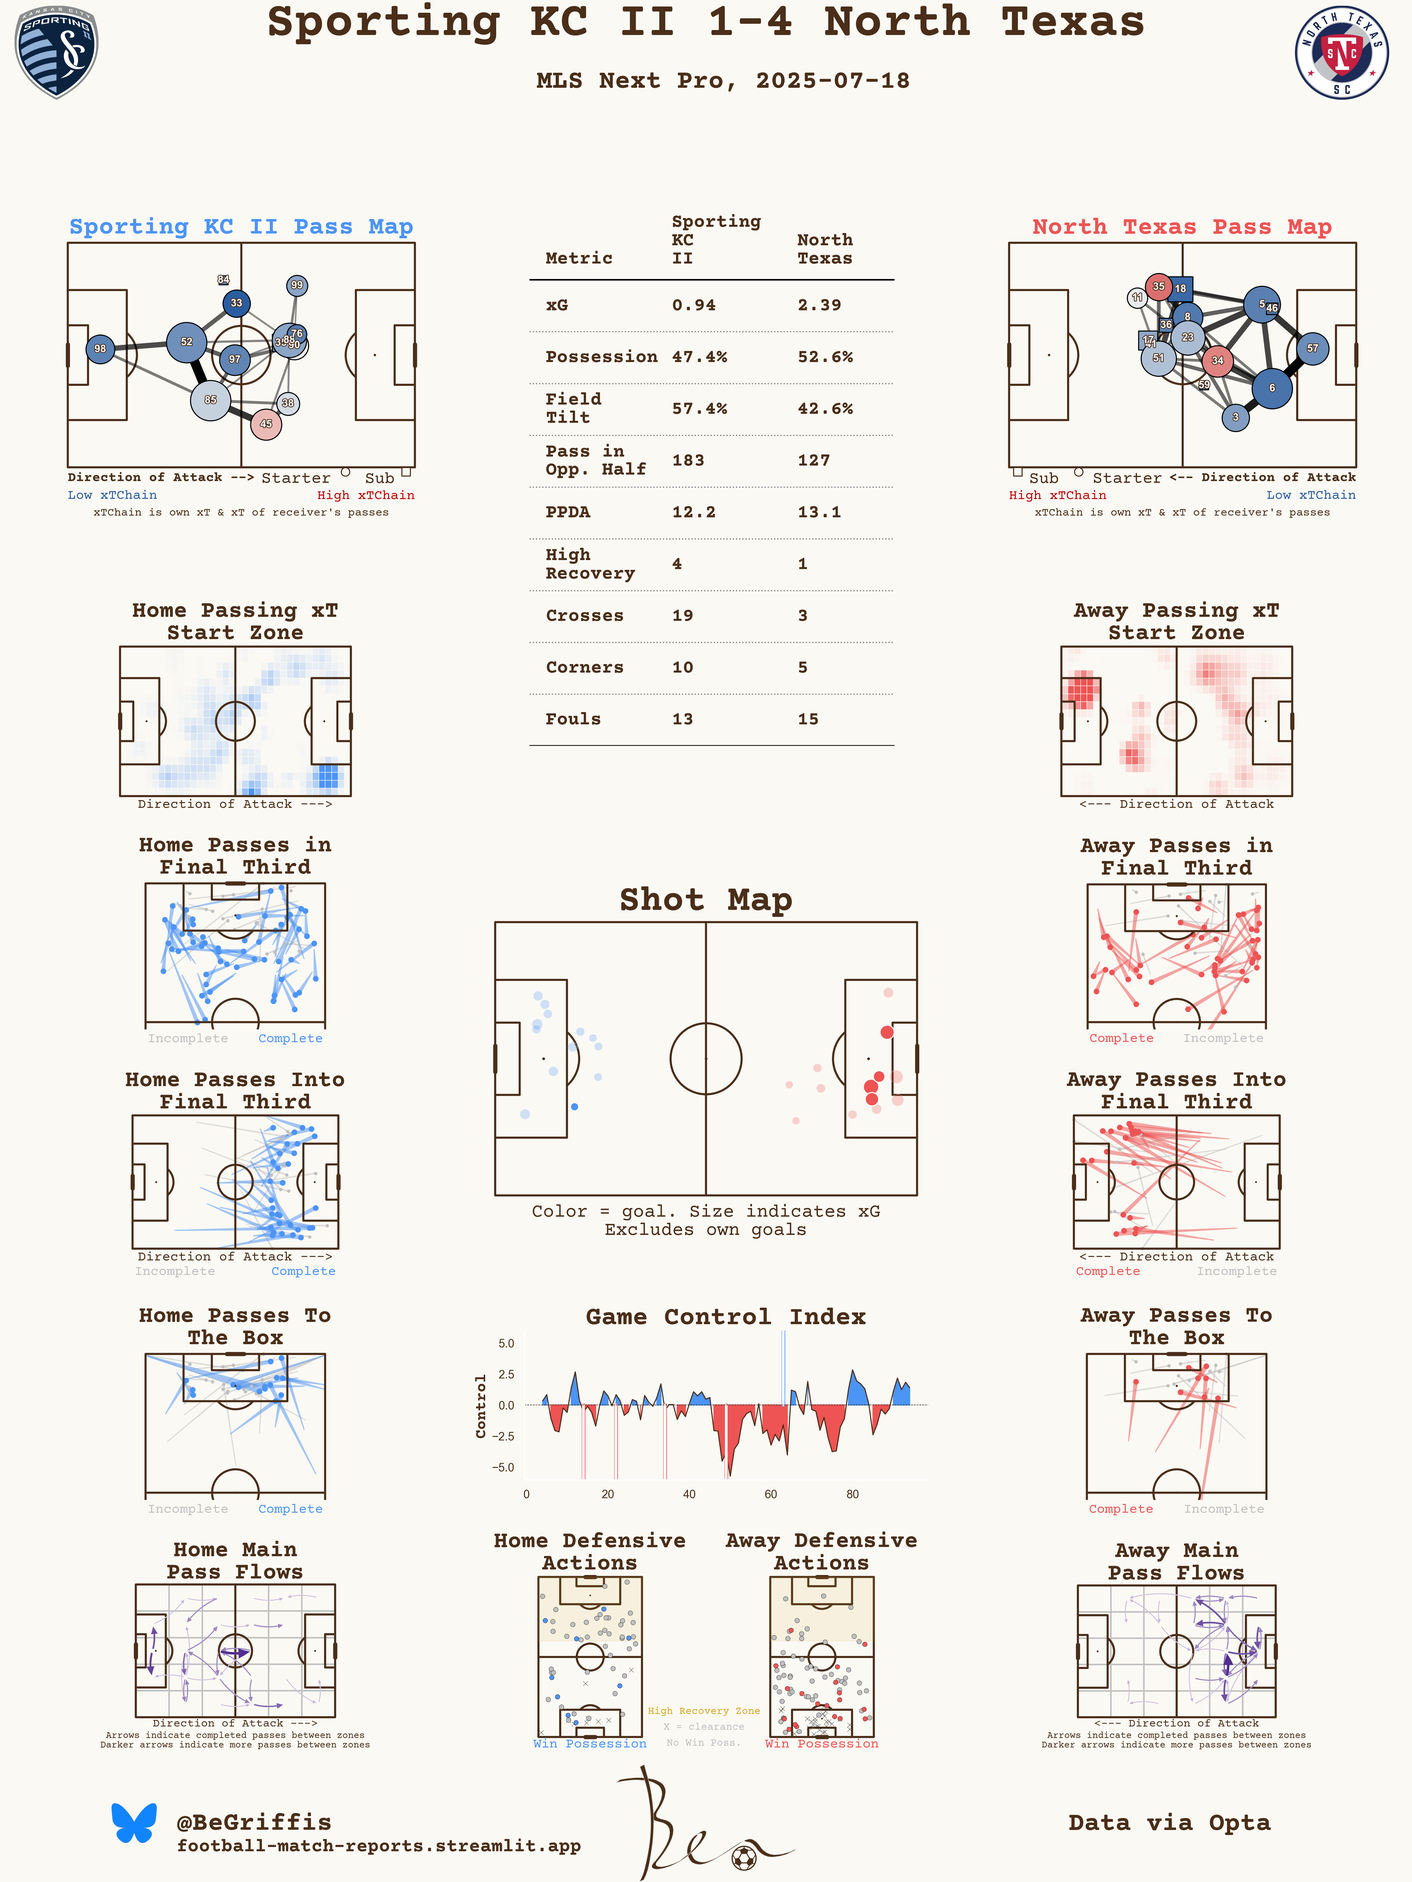 Sporting KC II 1-4 North Texas
MLS Next Pro, 2025-07-18
KANSAS CITY
SPORTING
II
SC
NORTH TEXAS
SC
Sporting KC II Pass Map
84
99
33
76
52
98
97
85
38
45
Direction of Attack --> Starter Sub
Low xTChain High xTChain
xTChain is own xT & xT of receiver's passes
Metric Sporting KC II North Texas
xG 0.94 2.39
Possession 47.4% 52.6%
Field Tilt 57.4% 42.6%
Pass in Opp. Half 183 127
PPDA 12.2 13.1
High Recovery 4 1
Crosses 19 3
Corners 10 5
Fouls 13 15
North Texas Pass Map
35
18
11
46
8
36
23
51
34
57
59
6
3
Sub Starter <-- Direction of Attack
High xTChain Low xTChain
xTChain is own xT & xT of receiver's passes
Home Passing xT
Start Zone
Direction of Attack --->
Away Passing xT
Start Zone
<--- Direction of Attack
Home Passes in
Final Third
Incomplete Complete
Away Passes in
Final Third
Complete Incomplete
Shot Map
Color = goal. Size indicates xG
Excludes own goals
Home Passes Into
Final Third
Direction of Attack --->
Incomplete Complete
Away Passes Into
Final Third
<--- Direction of Attack
Complete Incomplete
Home Passes To
The Box
Incomplete Complete
Game Control Index
Control
5.0
2.5
0.0
−2.5
−5.0
0 20 40 60 80
Away Passes To
The Box
Complete Incomplete
Home Main
Pass Flows
Direction of Attack --->
Arrows indicate completed passes between zones
Darker arrows indicate more passes between zones
Home Defensive
Actions
Win Possession
High Recovery Zone
X = clearance
No Win Poss.
Away Defensive
Actions
Win Possession
Away Main
Pass Flows
<--- Direction of Attack
Arrows indicate completed passes between zones
Darker arrows indicate more passes between zones
@BeGriffis
football-match-reports.streamlit.app
Ben
Data via Opta